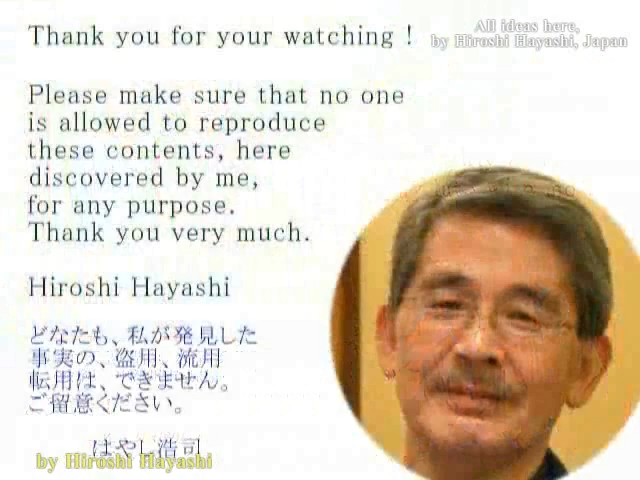 Thank you for your watching !
All ideas here,
by Hiroshi Hayashi, Japan
Please make sure that no one
is allowed to reproduce
these contents, here
discovered by me,
for any purpose.
Thank you very much.
Hiroshi Hayashi
どなたも、私が発見した
事実の、盗用、流用
転用は、できません。
ご留意ください。
はやし浩司
by Hiroshi Hayashi